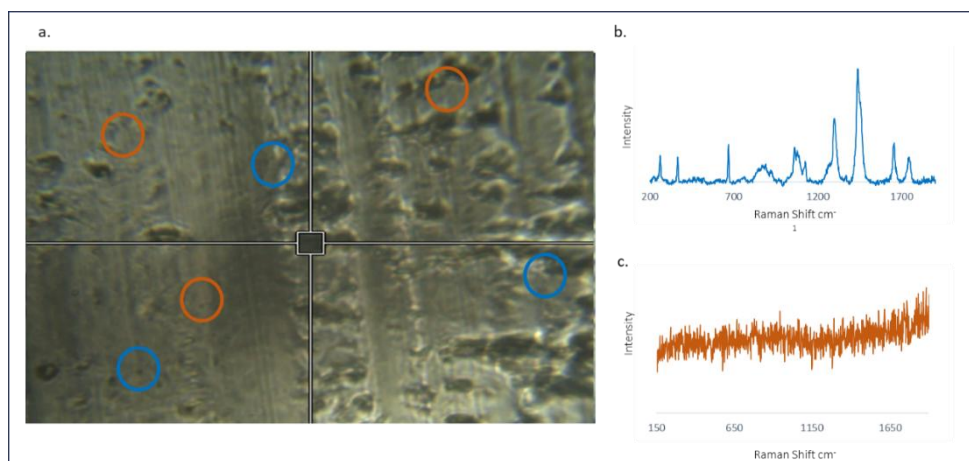 a.
b.
Intensity
200
700
1200
1700
Raman Shift cm-
1
c.
Intensity
150
650
1150
1650
Raman Shift cm-